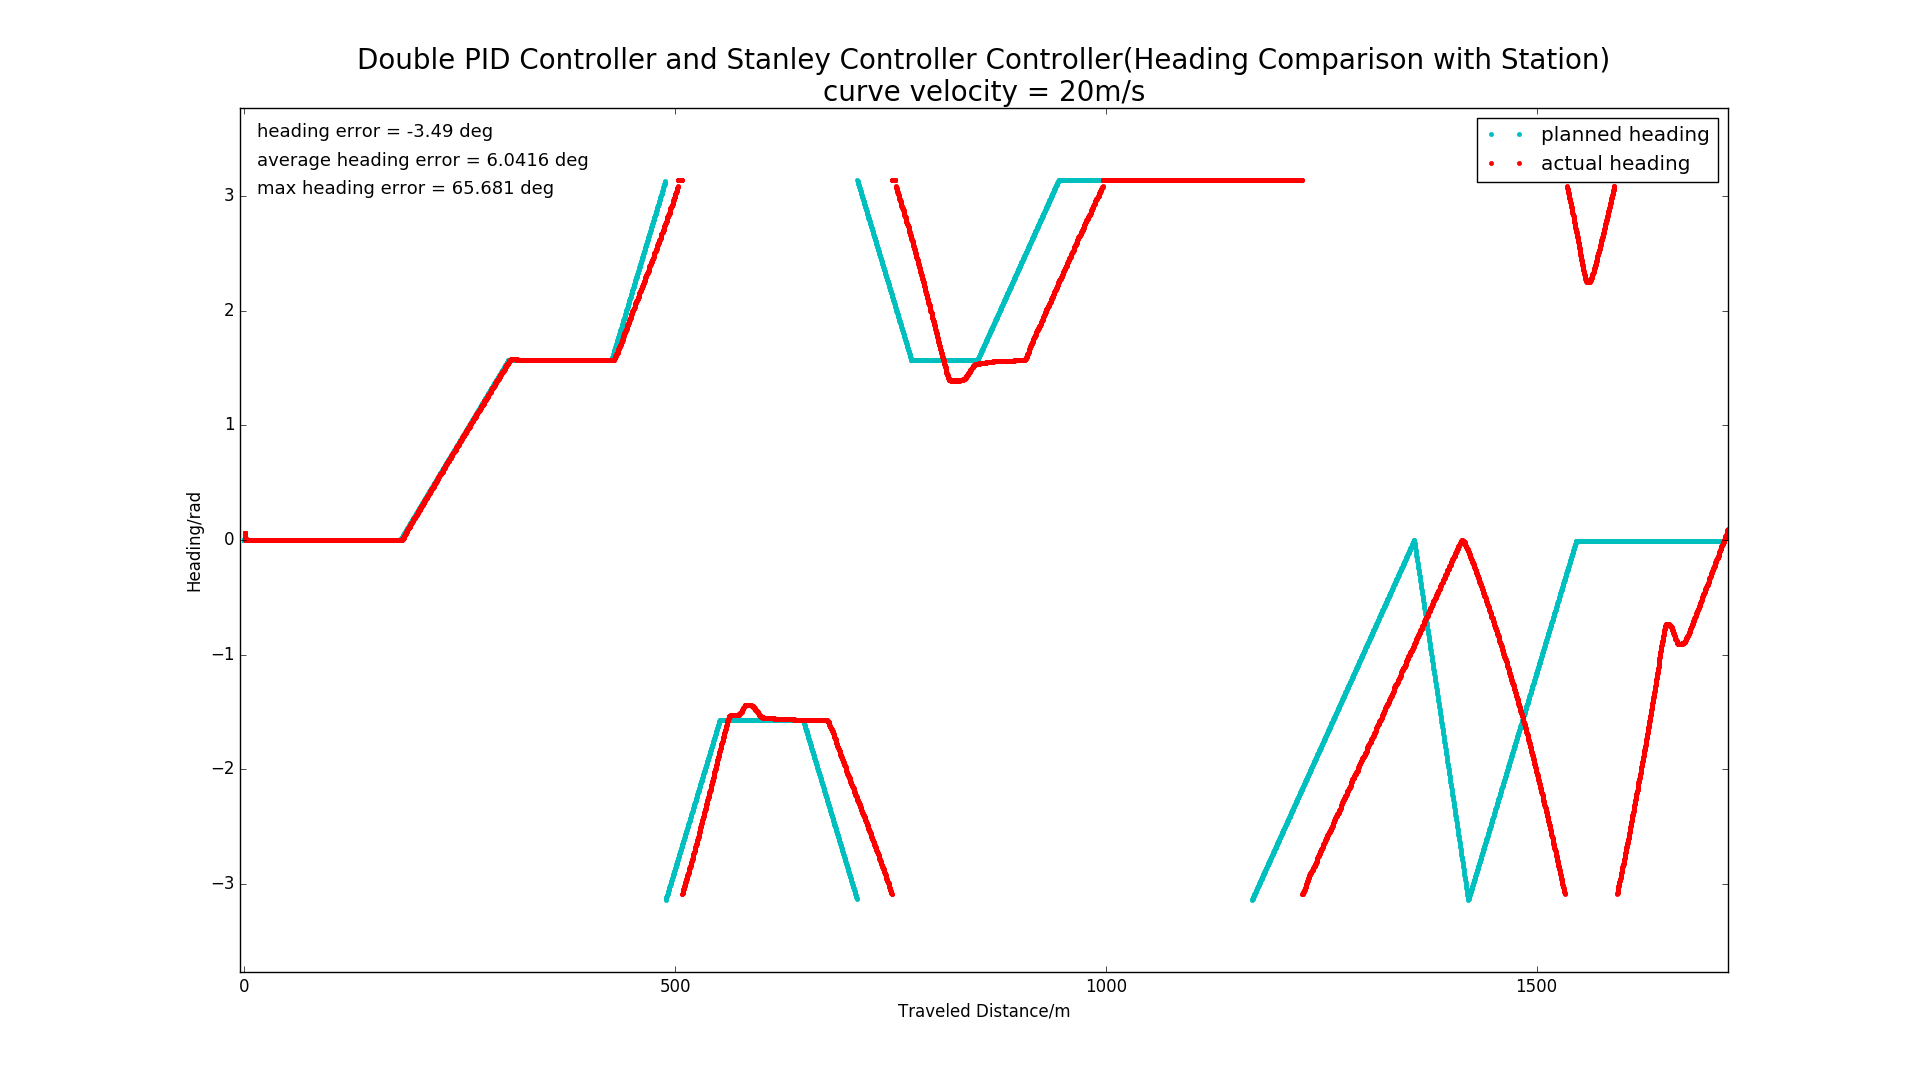 Double PID Controller and Stanley Controller Controller(Heading Comparison with Station)
curve velocity = 20m/s
heading error = -3.49 deg
average heading error = 6.0416 deg
max heading error = 65.681 deg
planned heading
actual heading
3
2
1
0
−1
−2
−3
Heading/rad
0
500
1000
1500
Traveled Distance/m